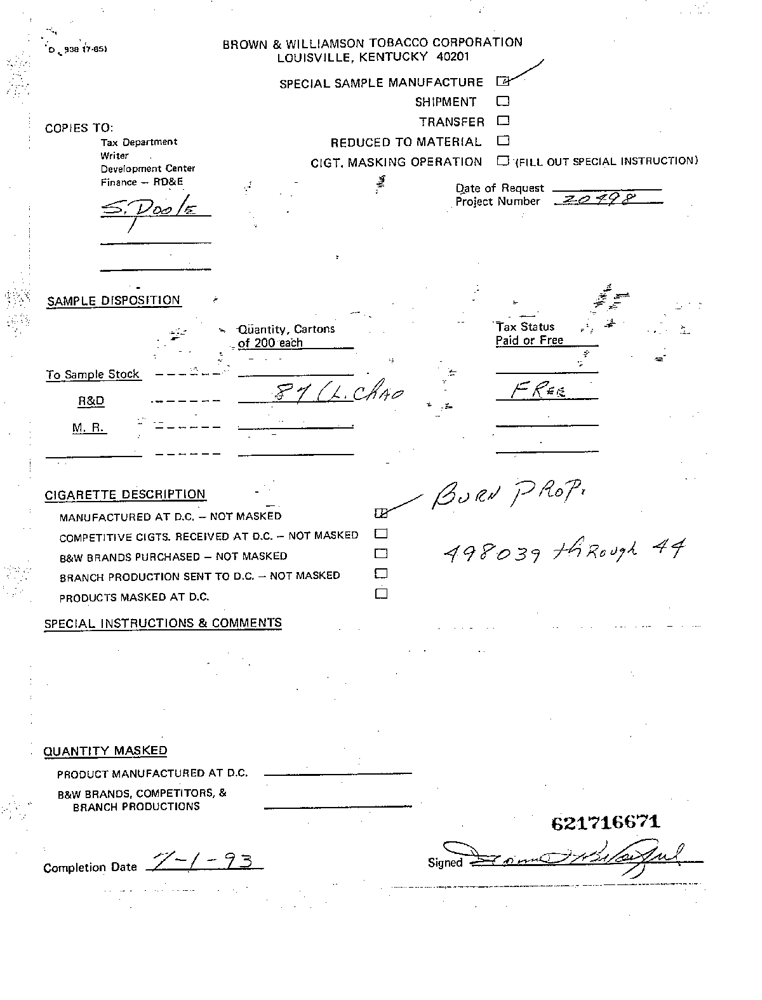 BROWN & WILLIAMSON TOBACCO CORPORATION
LOUISVILLE, KENTUCKY 40201
SPECIAL SAMPLE MANUFACTURE
SHIPMENT
TRANSFER
REDUCED TO MATERIAL
CIGT. MASKING OPERATION (FILL OUT SPECIAL INSTRUCTION)
COPIES TO:
Tax Department
Writer
Development Center
Finance — RD&E
S. Poole
Date of Request
Project Number 20498
SAMPLE DISPOSITION
Quantity, Cartons
of 200 each
Tax Status
Paid or Free
To Sample Stock
R&D 87 (L. CHAO FREE
M. R.
CIGARETTE DESCRIPTION
MANUFACTURED AT D.C. — NOT MASKED
COMPETITIVE CIGTS. RECEIVED AT D.C. — NOT MASKED
B&W BRANDS PURCHASED — NOT MASKED
BRANCH PRODUCTION SENT TO D.C. — NOT MASKED
PRODUCTS MASKED AT D.C.
BURN PROP.
498039 thRough 44
SPECIAL INSTRUCTIONS & COMMENTS
QUANTITY MASKED
PRODUCT MANUFACTURED AT D.C.
B&W BRANDS, COMPETITORS, &
BRANCH PRODUCTIONS
621716671
Completion Date 7-1-93
Signed